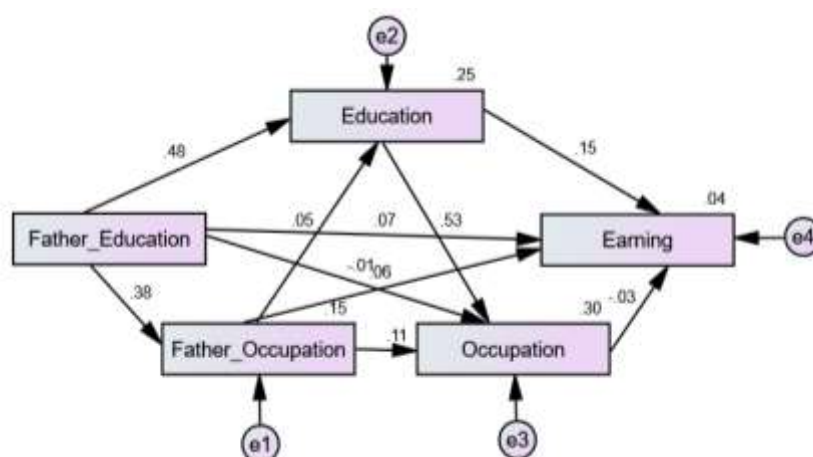 e2
.25
Education
.48
.15
.05
.07
.53
.04
Father_Education
Earning
e4
-.01
.06
.38
.15
.30
-.03
.11
Father_Occupation
Occupation
e1
e3